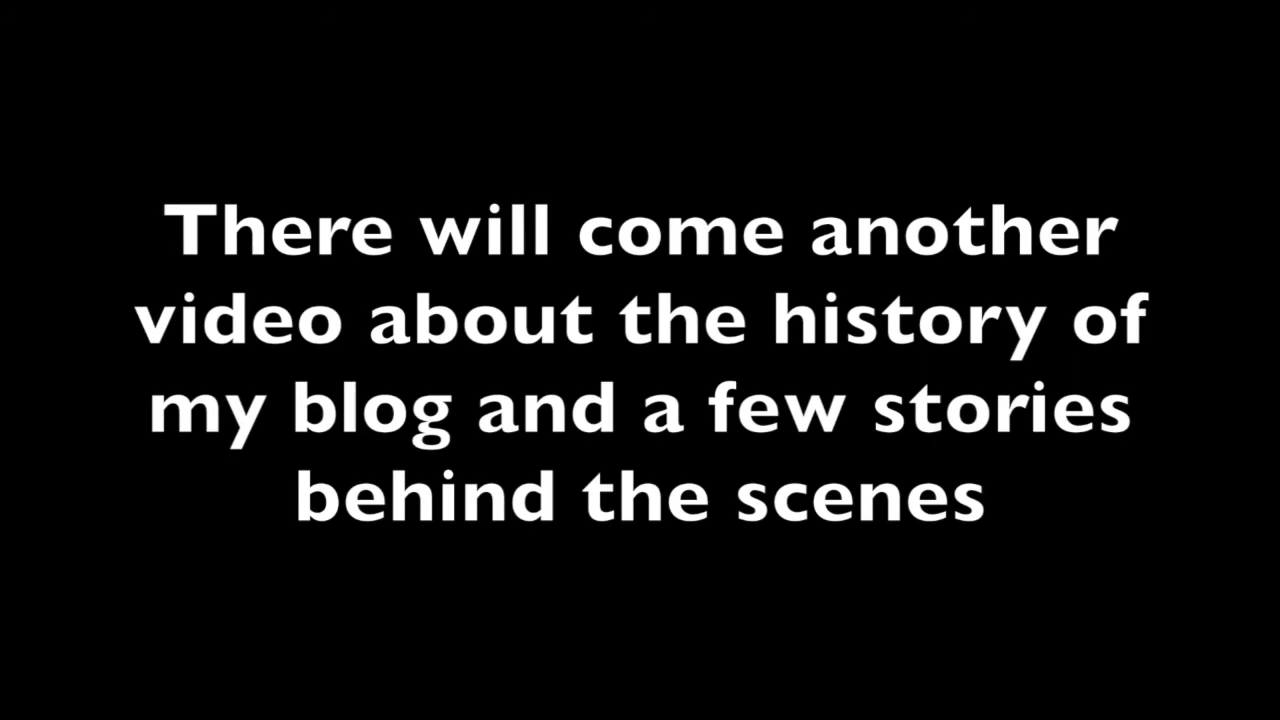 There will come another
video about the history of
my blog and a few stories
behind the scenes